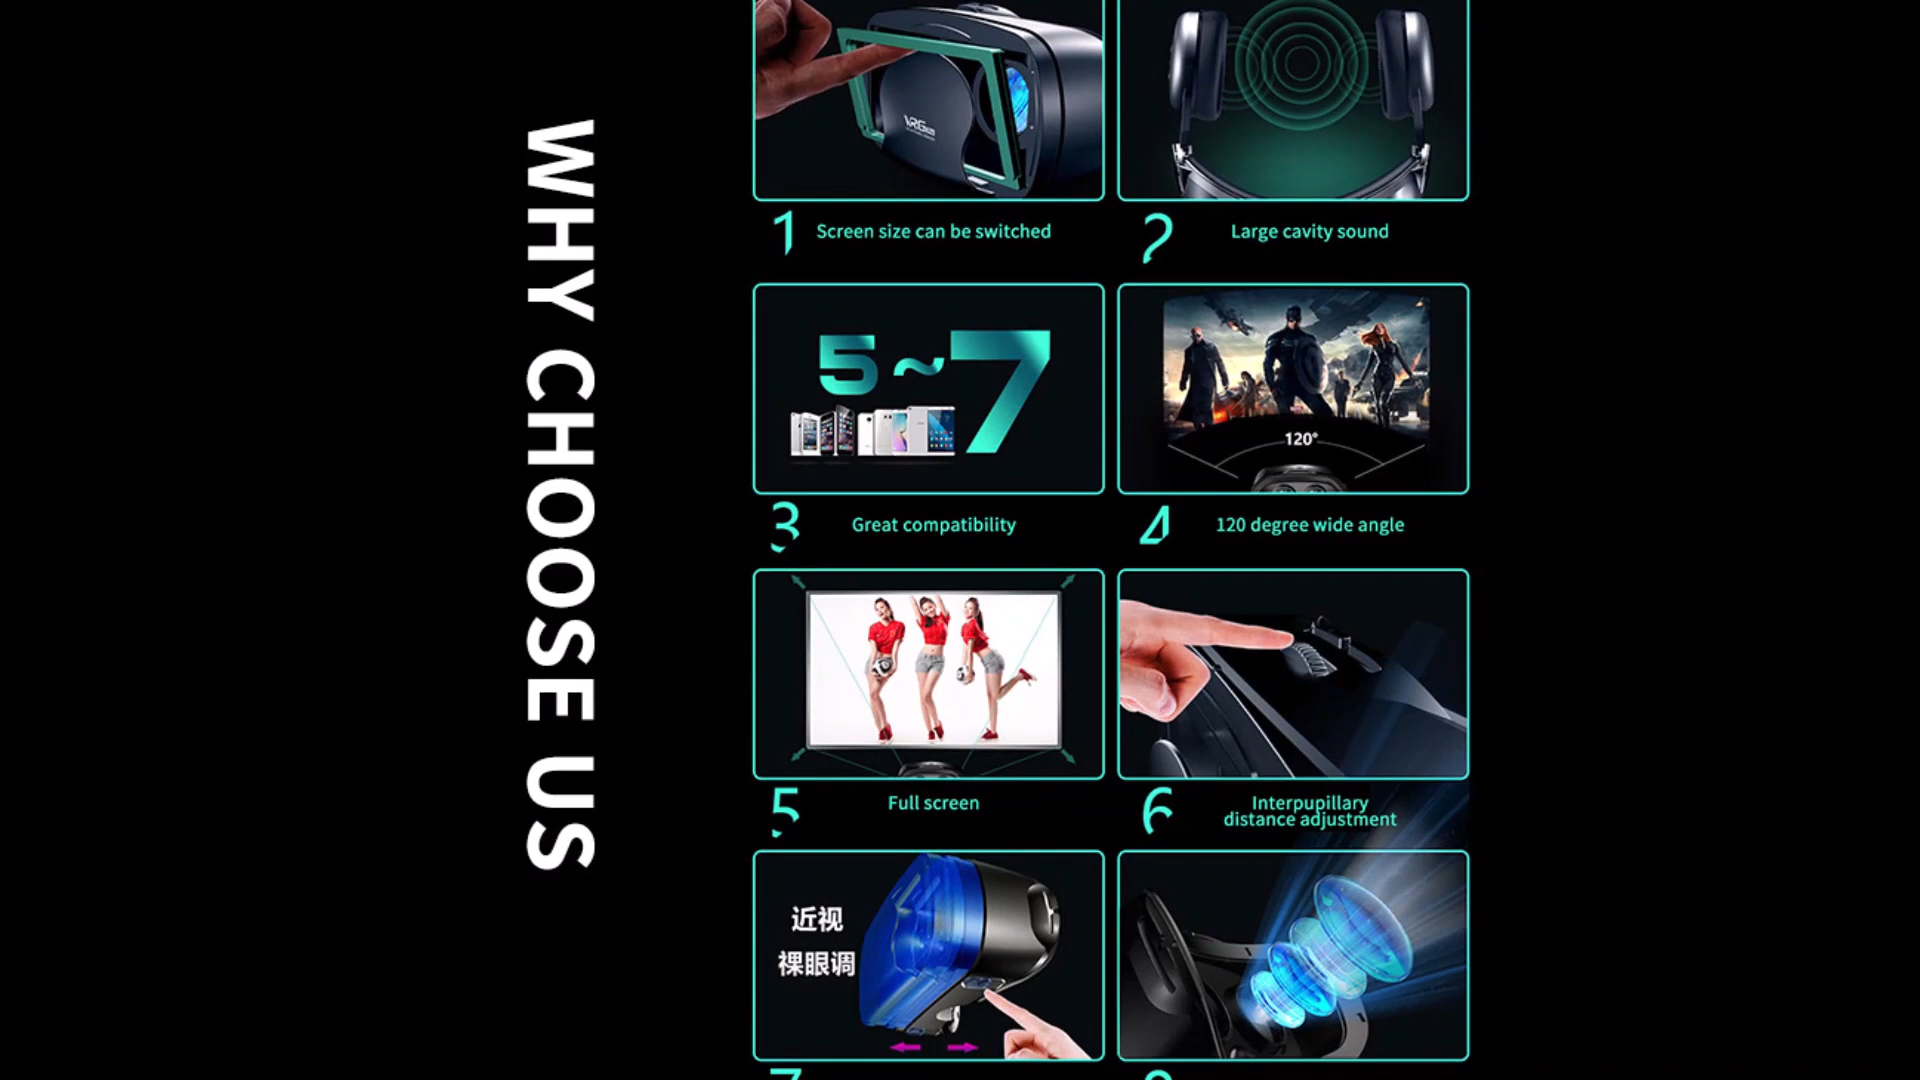 WHY CHOOSE US
VRG
1 Screen size can be switched
2 Large cavity sound
5~7
120°
3 Great compatibility
4 120 degree wide angle
5 Full screen
6 Interpupillary
distance adjustment
近视
裸眼调